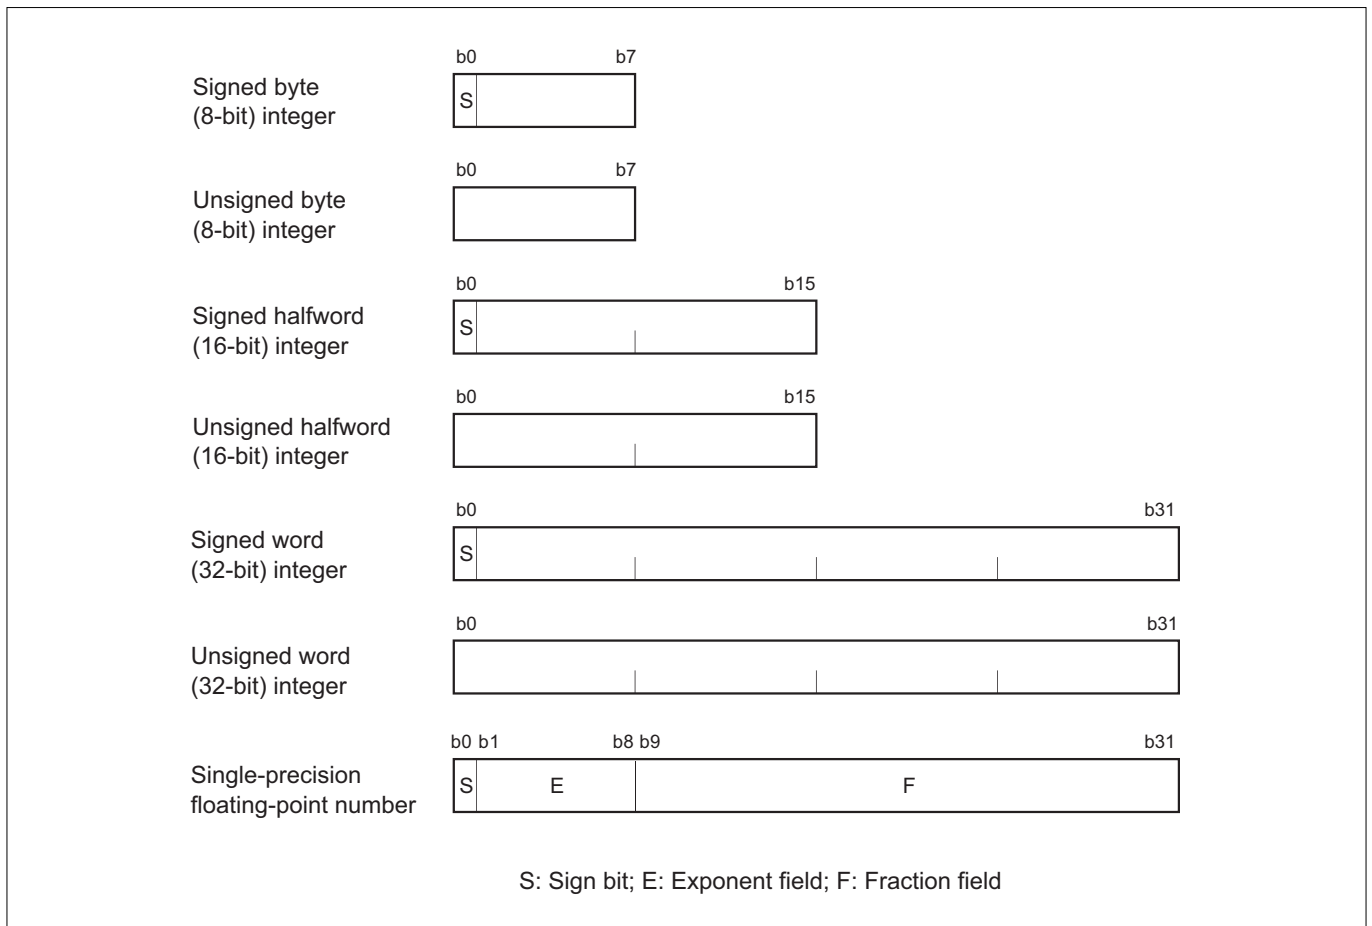 b0 b7
Signed byte
(8-bit) integer
S
b0 b7
Unsigned byte
(8-bit) integer
b0 b15
Signed halfword
(16-bit) integer
S
b0 b15
Unsigned halfword
(16-bit) integer
b0 b31
Signed word
(32-bit) integer
S
b0 b31
Unsigned word
(32-bit) integer
b0 b1 b8 b9 b31
Single-precision
floating-point number
S E F
S: Sign bit; E: Exponent field; F: Fraction field